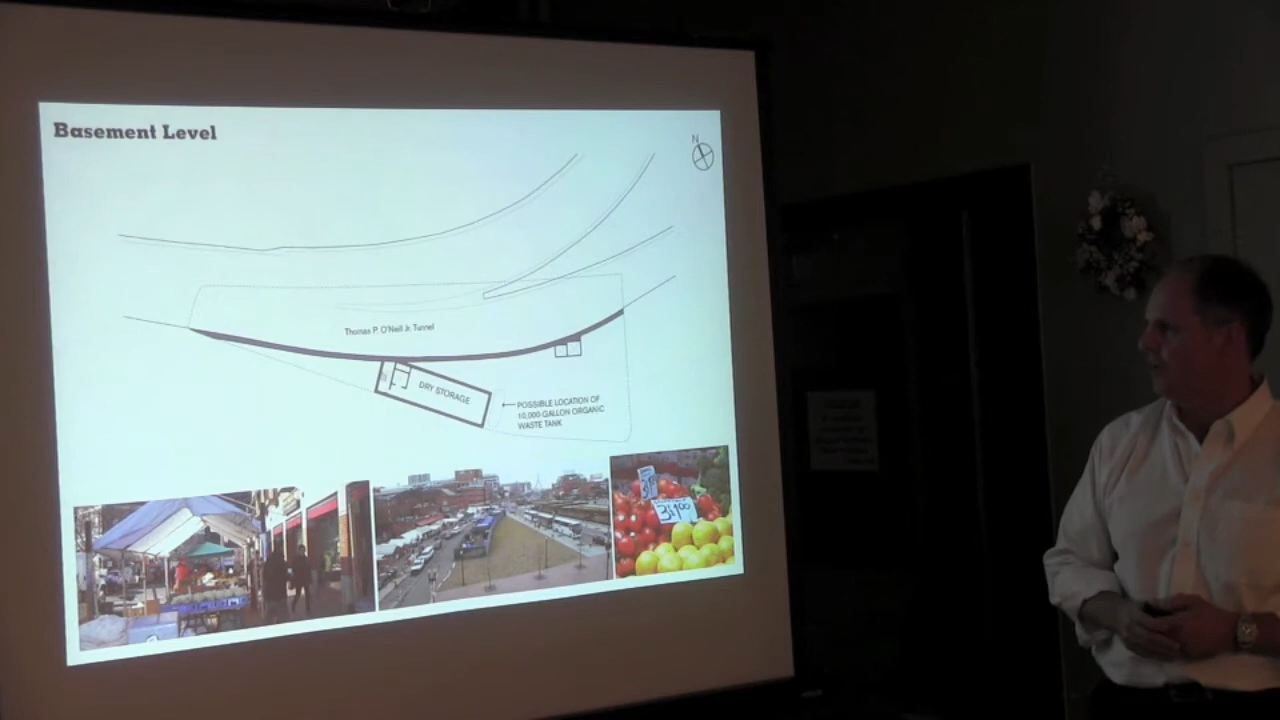 Basement Level
N
Thomas P. O'Neill Jr. Tunnel
DRY STORAGE
POSSIBLE LOCATION OF
10,000-GALLON ORGANIC
WASTE TANK
3$1.00